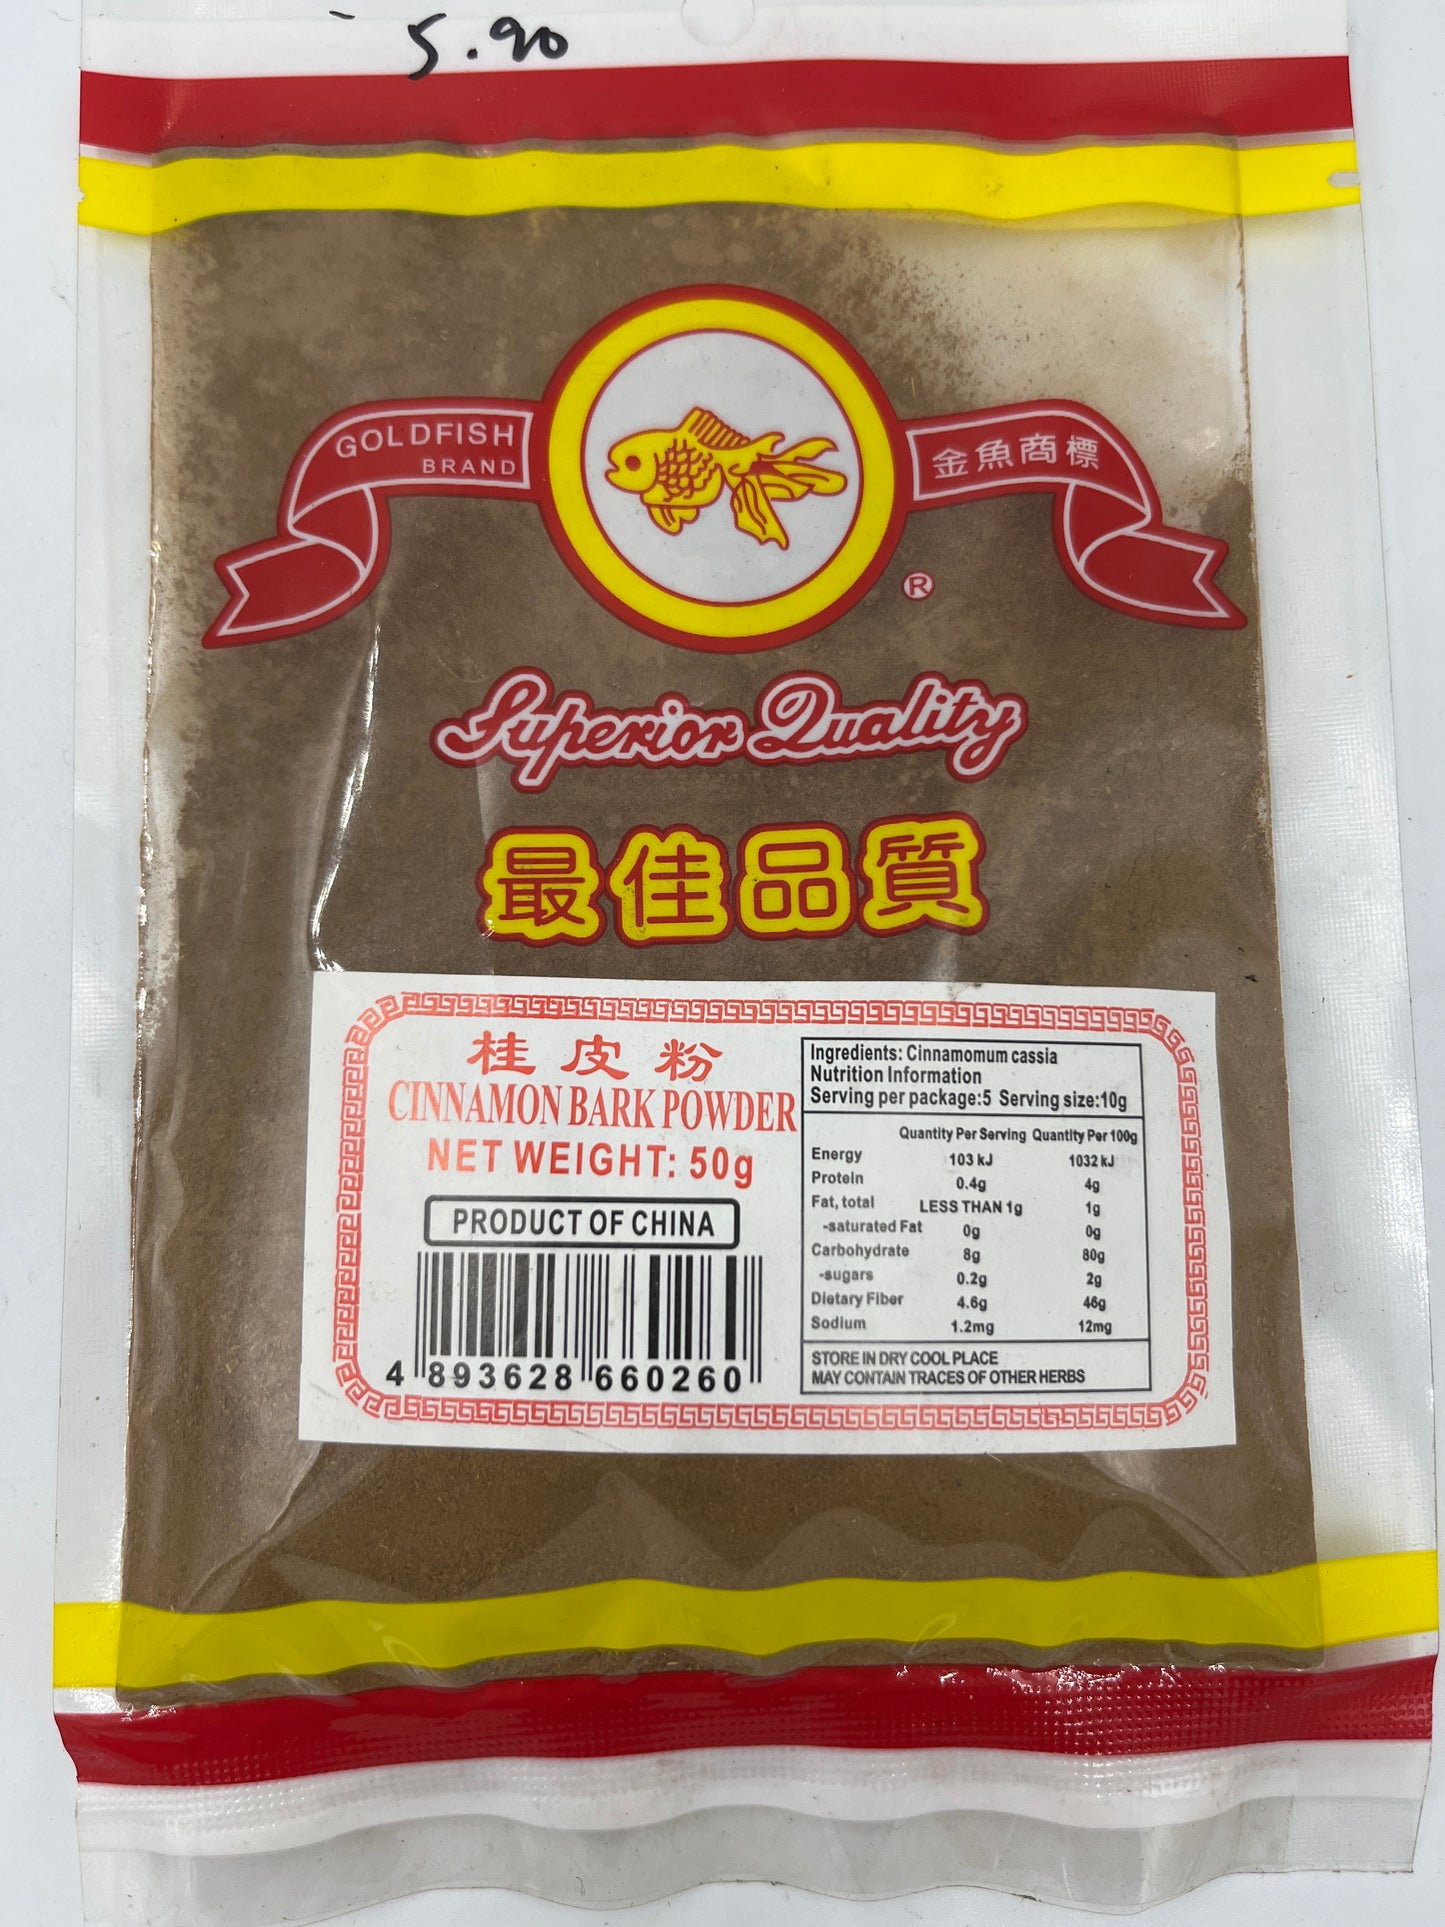 5.90
GOLDFISH
BRAND
金魚商標
®
Superior Quality
最佳品質
桂皮粉
CINNAMON BARK POWDER
NET WEIGHT: 50g
PRODUCT OF CHINA
4 893628 660260
Ingredients: Cinnamomum cassia
Nutrition Information
Serving per package:5 Serving size:10g
Quantity Per Serving Quantity Per 100g
Energy 103 kJ 1032 kJ
Protein 0.4g 4g
Fat, total LESS THAN 1g 1g
-saturated Fat 0g 0g
Carbohydrate 8g 80g
-sugars 0.2g 2g
Dietary Fiber 4.6g 46g
Sodium 1.2mg 12mg
STORE IN DRY COOL PLACE
MAY CONTAIN TRACES OF OTHER HERBS